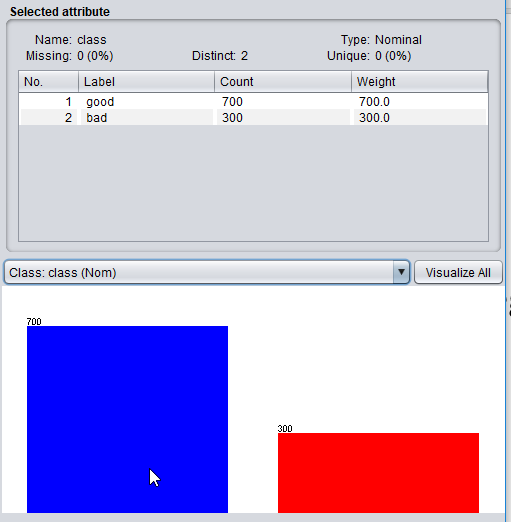 Selected attribute
Name: class Type: Nominal
Missing: 0 (0%) Distinct: 2 Unique: 0 (0%)
No. Label Count Weight
1 good 700 700.0
2 bad 300 300.0
Class: class (Nom) Visualize All
700
300